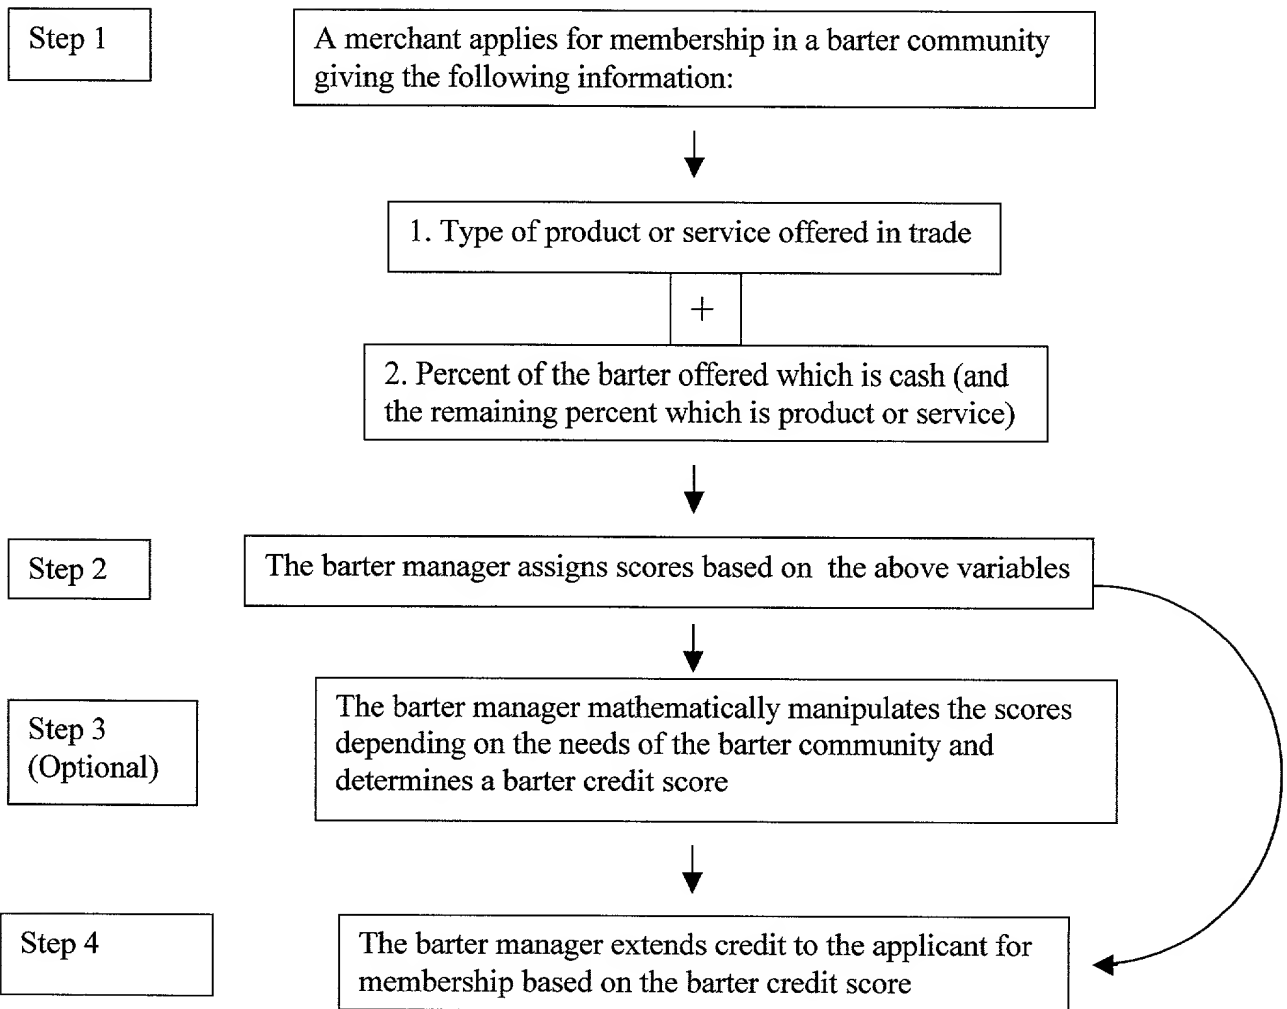 Step 1
A merchant applies for membership in a barter community
giving the following information:
1. Type of product or service offered in trade
+
2. Percent of the barter offered which is cash (and
the remaining percent which is product or service)
Step 2
The barter manager assigns scores based on the above variables
Step 3
(Optional)
The barter manager mathematically manipulates the scores
depending on the needs of the barter community and
determines a barter credit score
Step 4
The barter manager extends credit to the applicant for
membership based on the barter credit score